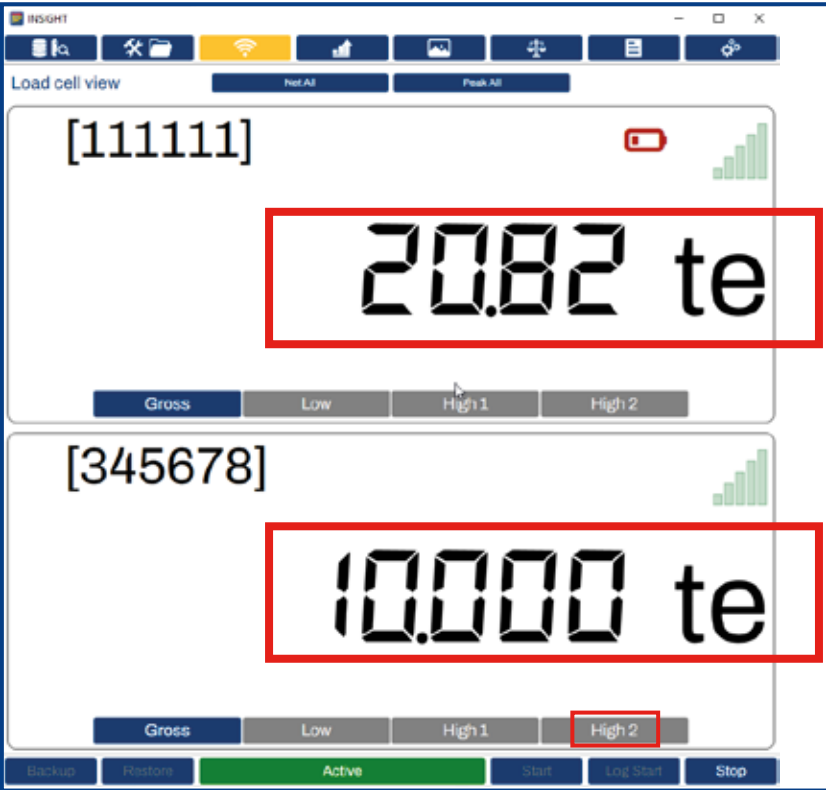 INSIGHT
Load cell view
Net All
Peak All
[111111]
20.82 te
Gross
Low
High 1
High 2
[345678]
10.000 te
Gross
Low
High 1
High 2
Backup
Restore
Active
Start
Log Start
Stop